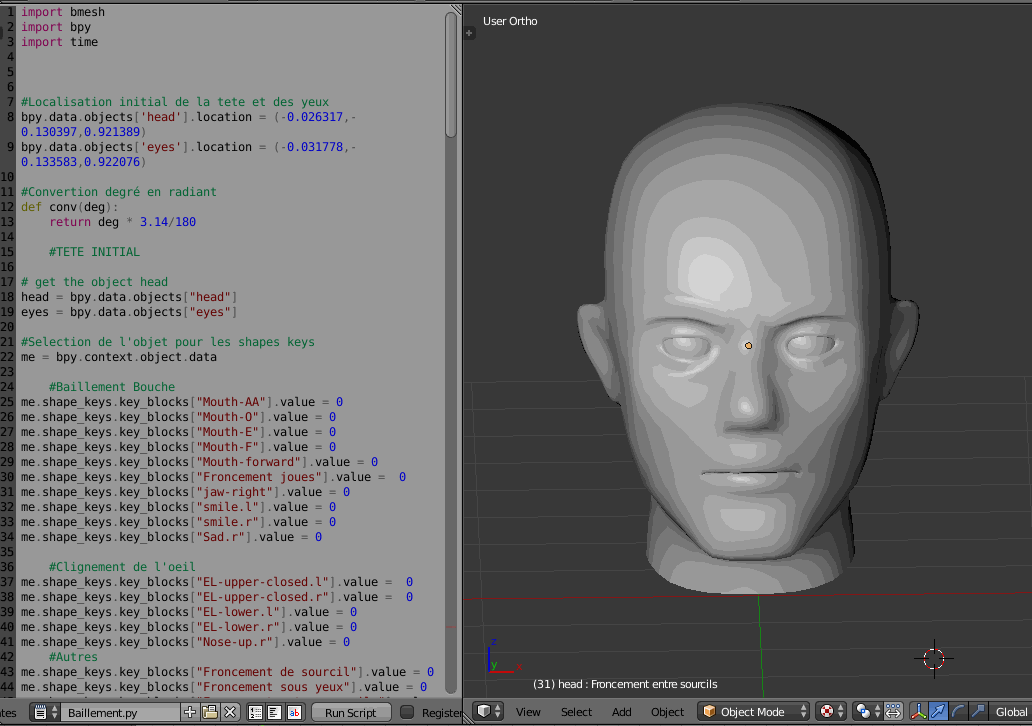 1 import bmesh
2 import bpy
3 import time
4
5
6
7 #Localisation initial de la tete et des yeux
8 bpy.data.objects['head'].location = (-0.026317,-
0.130397,0.921389)
9 bpy.data.objects['eyes'].location = (-0.031778,-
0.133583,0.922076)
10
11 #Convertion degré en radiant
12 def conv(deg):
13 return deg * 3.14/180
14
15 #TETE INITIAL
16
17 # get the object head
18 head = bpy.data.objects["head"]
19 eyes = bpy.data.objects["eyes"]
20
21 #Selection de l'objet pour les shapes keys
22 me = bpy.context.object.data
23
24 #Baillement Bouche
25 me.shape_keys.key_blocks["Mouth-AA"].value = 0
26 me.shape_keys.key_blocks["Mouth-O"].value = 0
27 me.shape_keys.key_blocks["Mouth-E"].value = 0
28 me.shape_keys.key_blocks["Mouth-F"].value = 0
29 me.shape_keys.key_blocks["Mouth-forward"].value = 0
30 me.shape_keys.key_blocks["Froncement joues"].value = 0
31 me.shape_keys.key_blocks["jaw-right"].value = 0
32 me.shape_keys.key_blocks["smile.l"].value = 0
33 me.shape_keys.key_blocks["smile.r"].value = 0
34 me.shape_keys.key_blocks["Sad.r"].value = 0
35
36 #Clignement de l'oeil
37 me.shape_keys.key_blocks["EL-upper-closed.l"].value = 0
38 me.shape_keys.key_blocks["EL-upper-closed.r"].value = 0
39 me.shape_keys.key_blocks["EL-lower.l"].value = 0
40 me.shape_keys.key_blocks["EL-lower.r"].value = 0
41 me.shape_keys.key_blocks["Nose-up.r"].value = 0
42 #Autres
43 me.shape_keys.key_blocks["Froncement de sourcil"].value = 0
44 me.shape_keys.key_blocks["Froncement sous yeux"].value = 0
ates Baillement.py Run Script Register
User Ortho
z
y x
(31) head : Froncement entre sourcils
View Select Add Object Object Mode Global